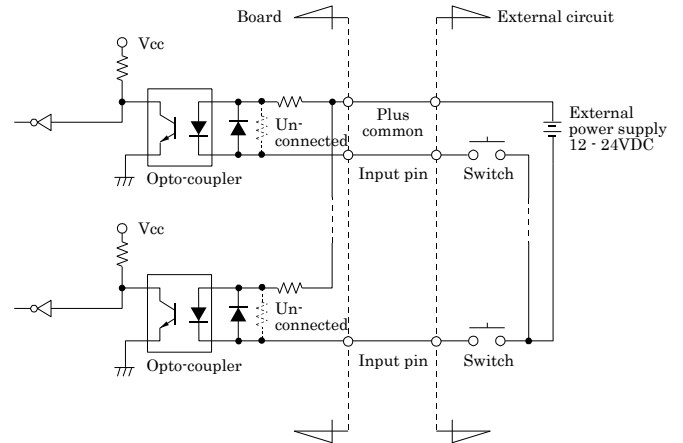 Board
External circuit
Vcc
Plus
common
External
power supply
12 - 24VDC
Un-
connected
Opto-coupler
Input pin
Switch
Vcc
Un-
connected
Opto-coupler
Input pin
Switch